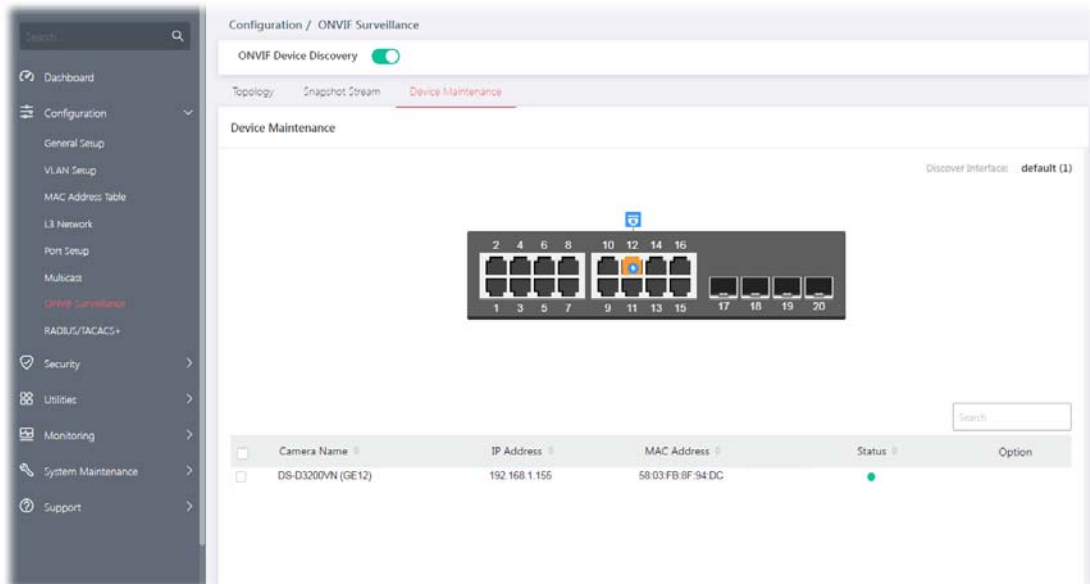 Search...
Dashboard
Configuration
General Setup
VLAN Setup
MAC Address Table
L3 Network
Port Setup
Multicast
ONVIF Surveillance
RADIUS/TACACS+
Security
Utilities
Monitoring
System Maintenance
Support
Configuration / ONVIF Surveillance
ONVIF Device Discovery
Topology Snapshot Stream Device Maintenance
Device Maintenance
Discover Interface: default (1)
2 4 6 8 10 12 14 16
1 3 5 7 9 11 13 15 17 18 19 20
Search
Camera Name IP Address MAC Address Status Option
DS-D3200VN (GE12) 192.168.1.155 58:03:FB:8F:94:DC